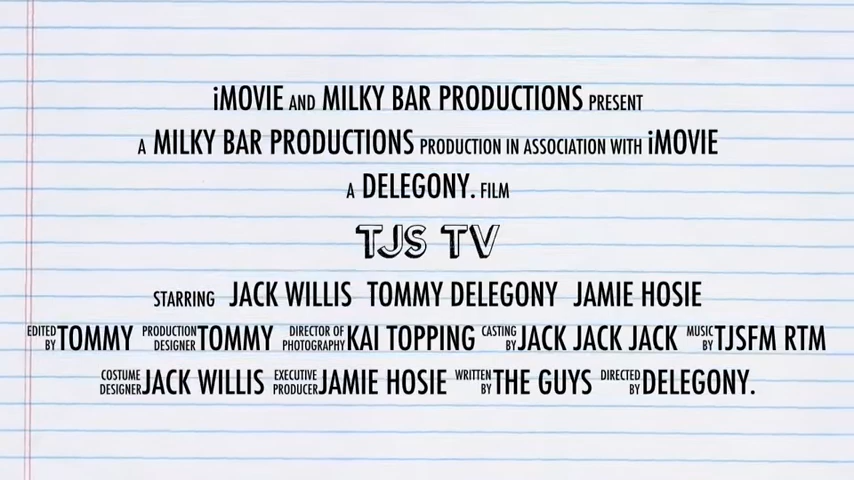 iMOVIE AND MILKY BAR PRODUCTIONS PRESENT
A MILKY BAR PRODUCTIONS PRODUCTION IN ASSOCIATION WITH iMOVIE
A DELEGONY. FILM
TJS TV
STARRING JACK WILLIS TOMMY DELEGONY JAMIE HOSIE
EDITED BY TOMMY PRODUCTION DESIGNER TOMMY DIRECTOR OF PHOTOGRAPHY KAI TOPPING CASTING BY JACK JACK JACK MUSIC BY TJSFM RTM
COSTUME DESIGNER JACK WILLIS EXECUTIVE PRODUCER JAMIE HOSIE WRITTEN BY THE GUYS DIRECTED BY DELEGONY.